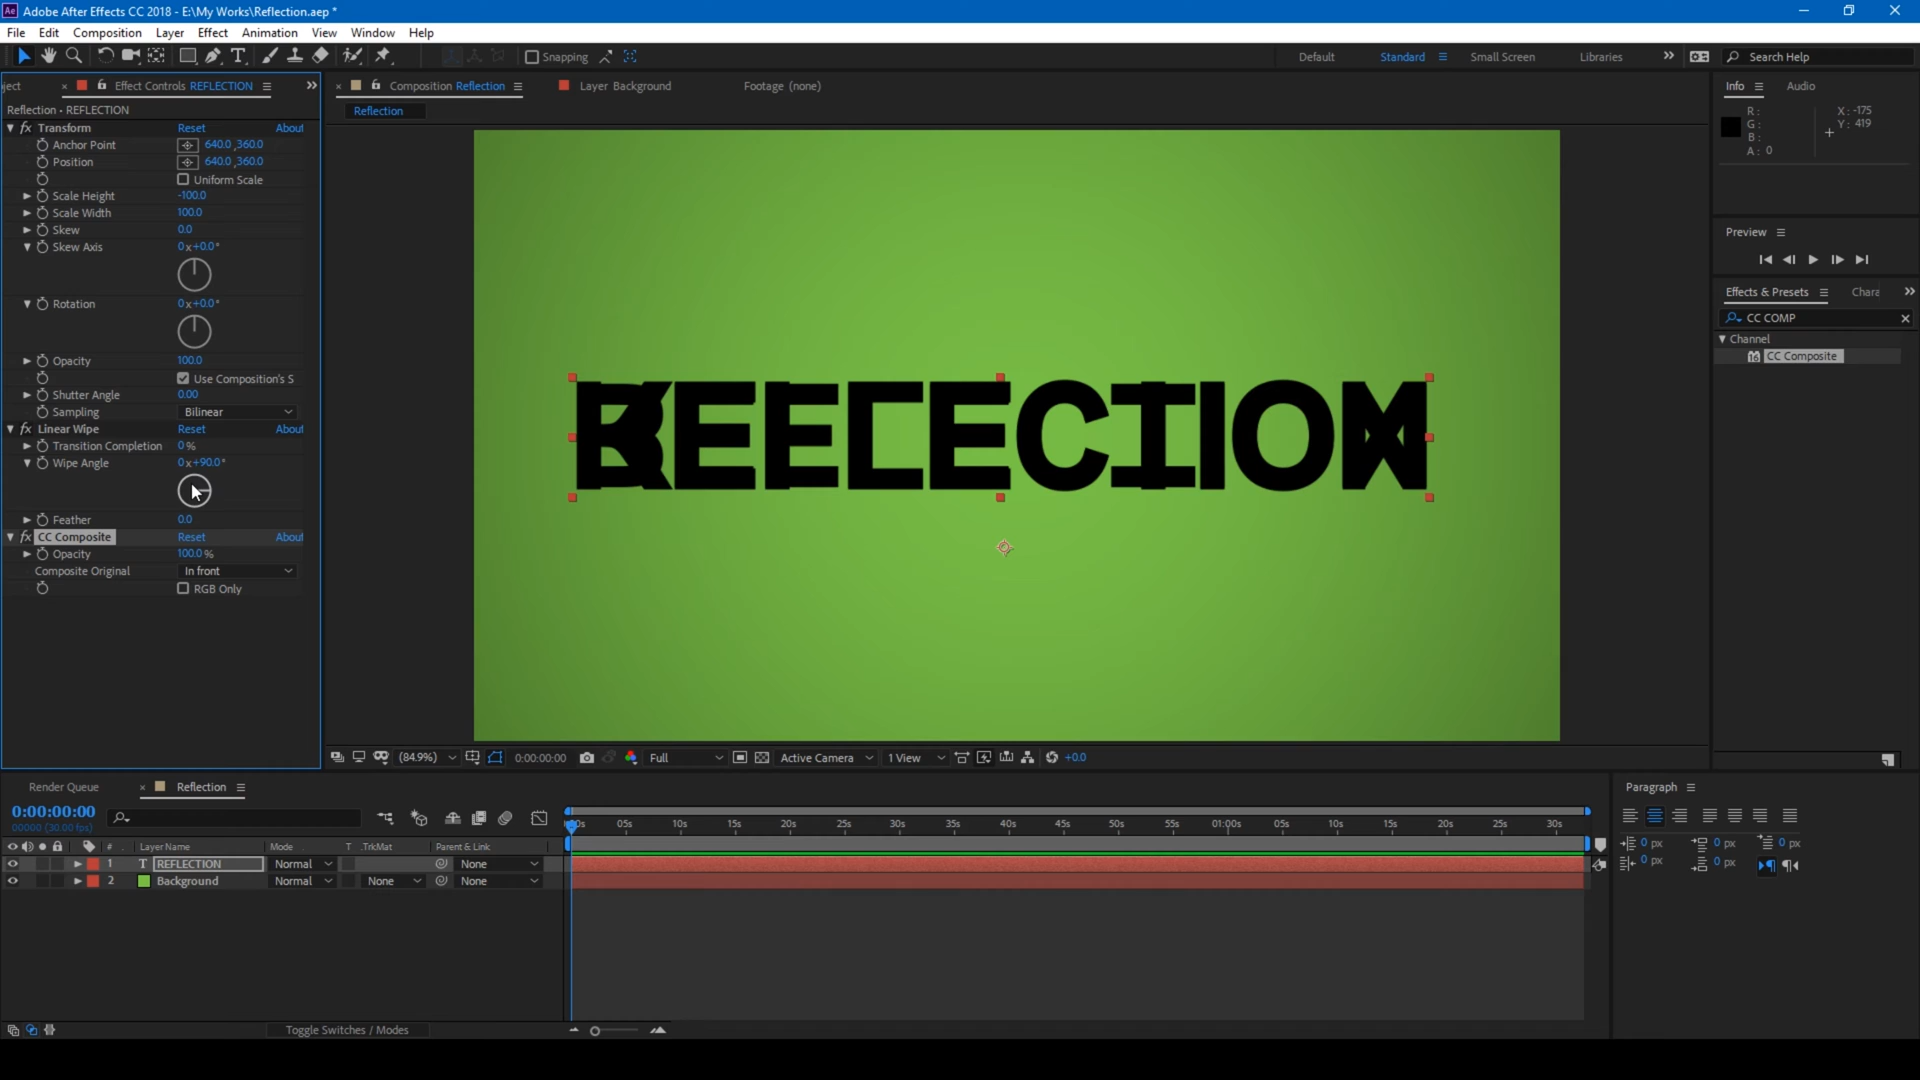 Adobe After Effects CC 2018 - E:\My Works\Reflection.aep *
File Edit Composition Layer Effect Animation View Window Help
Snapping Default Standard Small Screen Libraries Search Help
ject Effect Controls REFLECTION Composition Reflection Layer Background Footage (none) Info Audio
Reflection • REFLECTION Reflection
R: X: -175
G: Y: 419
B:
A: 0
fx Transform Reset About
Anchor Point 640.0 ,360.0
Position 640.0 ,360.0
Uniform Scale
Scale Height -100.0
Scale Width 100.0
Skew 0.0
Skew Axis 0 x +0.0°
Rotation 0 x +0.0°
Opacity 100.0
Use Composition's S
Shutter Angle 0.00
Sampling Bilinear
fx Linear Wipe Reset About
Transition Completion 0 %
Wipe Angle 0 x +90.0°
Feather 0.0
fx CC Composite Reset About
Opacity 100.0 %
Composite Original In front
RGB Only
REFLECTION
Preview
Effects & Presets Chara
CC COMP
Channel
16 CC Composite
(84.9%) 0:00:00:00 Full Active Camera 1 View +0.0
Render Queue Reflection Paragraph
0:00:00:00
00000 (30.00 fps)
:00s 05s 10s 15s 20s 25s 30s 35s 40s 45s 50s 55s 01:00s 05s 10s 15s 20s 25s 30s
# Layer Name Mode T .TrkMat Parent & Link
1 T REFLECTION Normal None
2 Background Normal None None
0 px 0 px 0 px
0 px 0 px
Toggle Switches / Modes